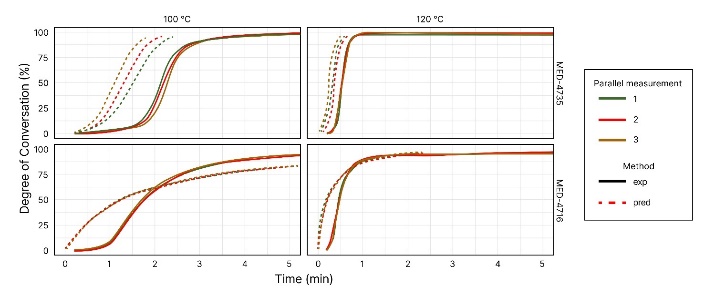 100 °C
120 °C
Degree of Conversation (%)
100
75
50
25
0
MED-4735
100
75
50
25
0
MED-4716
0
1
2
3
4
5
0
1
2
3
4
5
Time (min)
Parallel measurement
1
2
3
Method
exp
pred